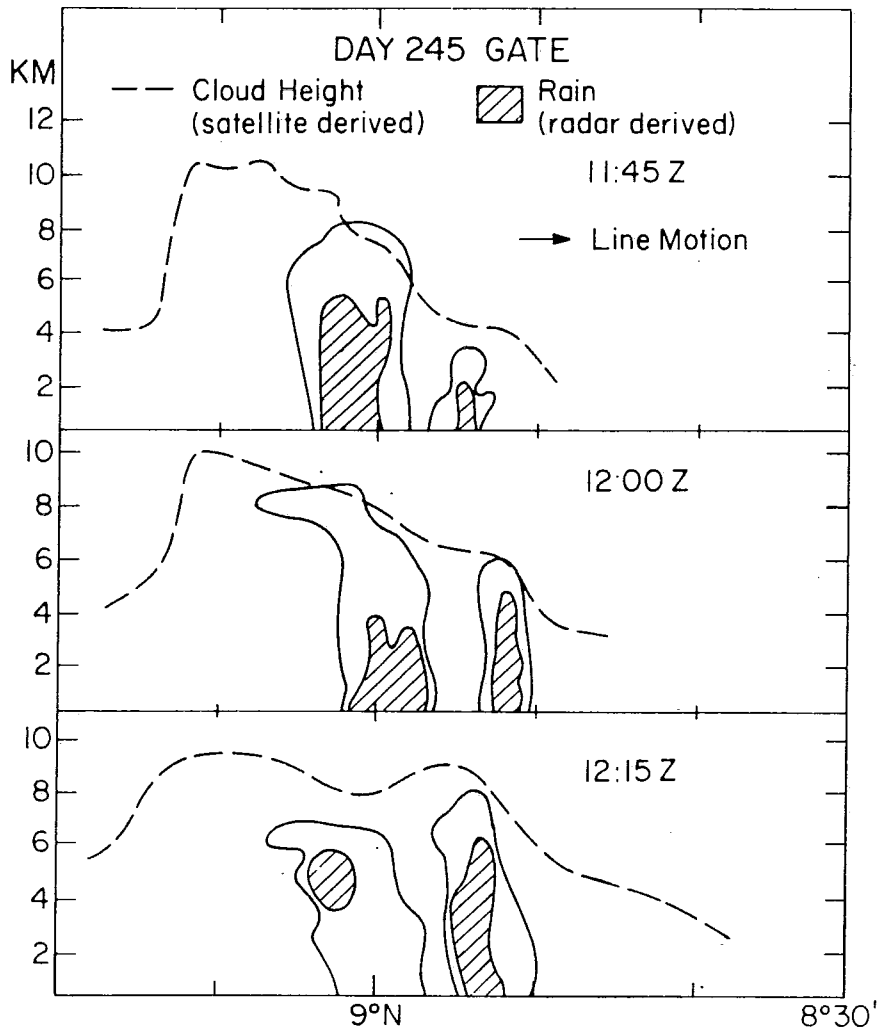 DAY 245 GATE
KM
Cloud Height
(satellite derived)
Rain
(radar derived)
12
10
8
6
4
2
11:45 Z
Line Motion
10
8
6
4
2
12:00 Z
10
8
6
4
2
12:15 Z
9°N
8°30'